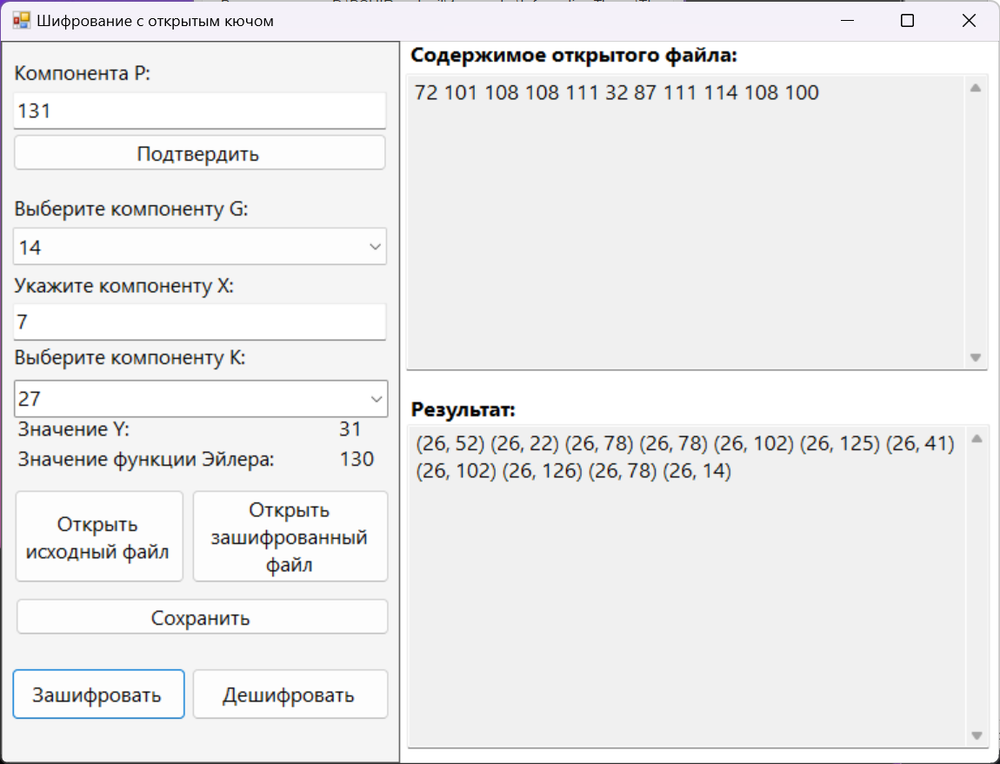 Шифрование с открытым кючом
Компонента P:
131
Подтвердить
Выберите компоненту G:
14
Укажите компоненту X:
7
Выберите компоненту K:
27
Значение Y: 31
Значение функции Эйлера: 130
Открыть
исходный файл
Открыть
зашифрованный
файл
Сохранить
Зашифровать
Дешифровать
Содержимое открытого файла:
72 101 108 108 111 32 87 111 114 108 100
Результат:
(26, 52) (26, 22) (26, 78) (26, 78) (26, 102) (26, 125) (26, 41)
(26, 102) (26, 126) (26, 78) (26, 14)